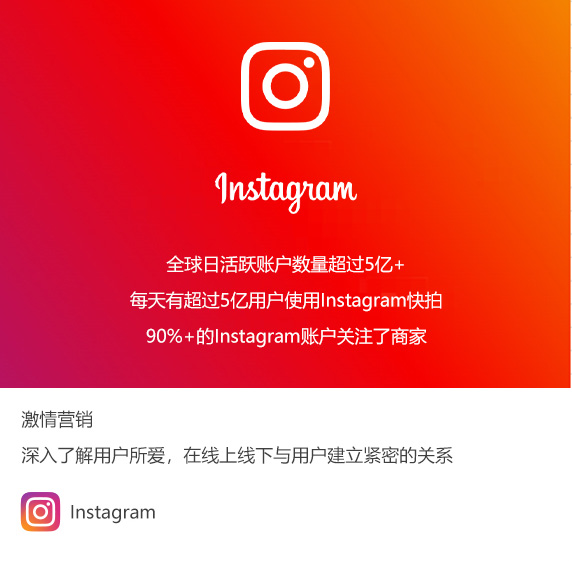 Instagram
全球日活跃账户数量超过5亿+
每天有超过5亿用户使用Instagram快拍
90%+的Instagram账户关注了商家
激情营销
深入了解用户所爱，在线上线下与用户建立紧密的关系
Instagram